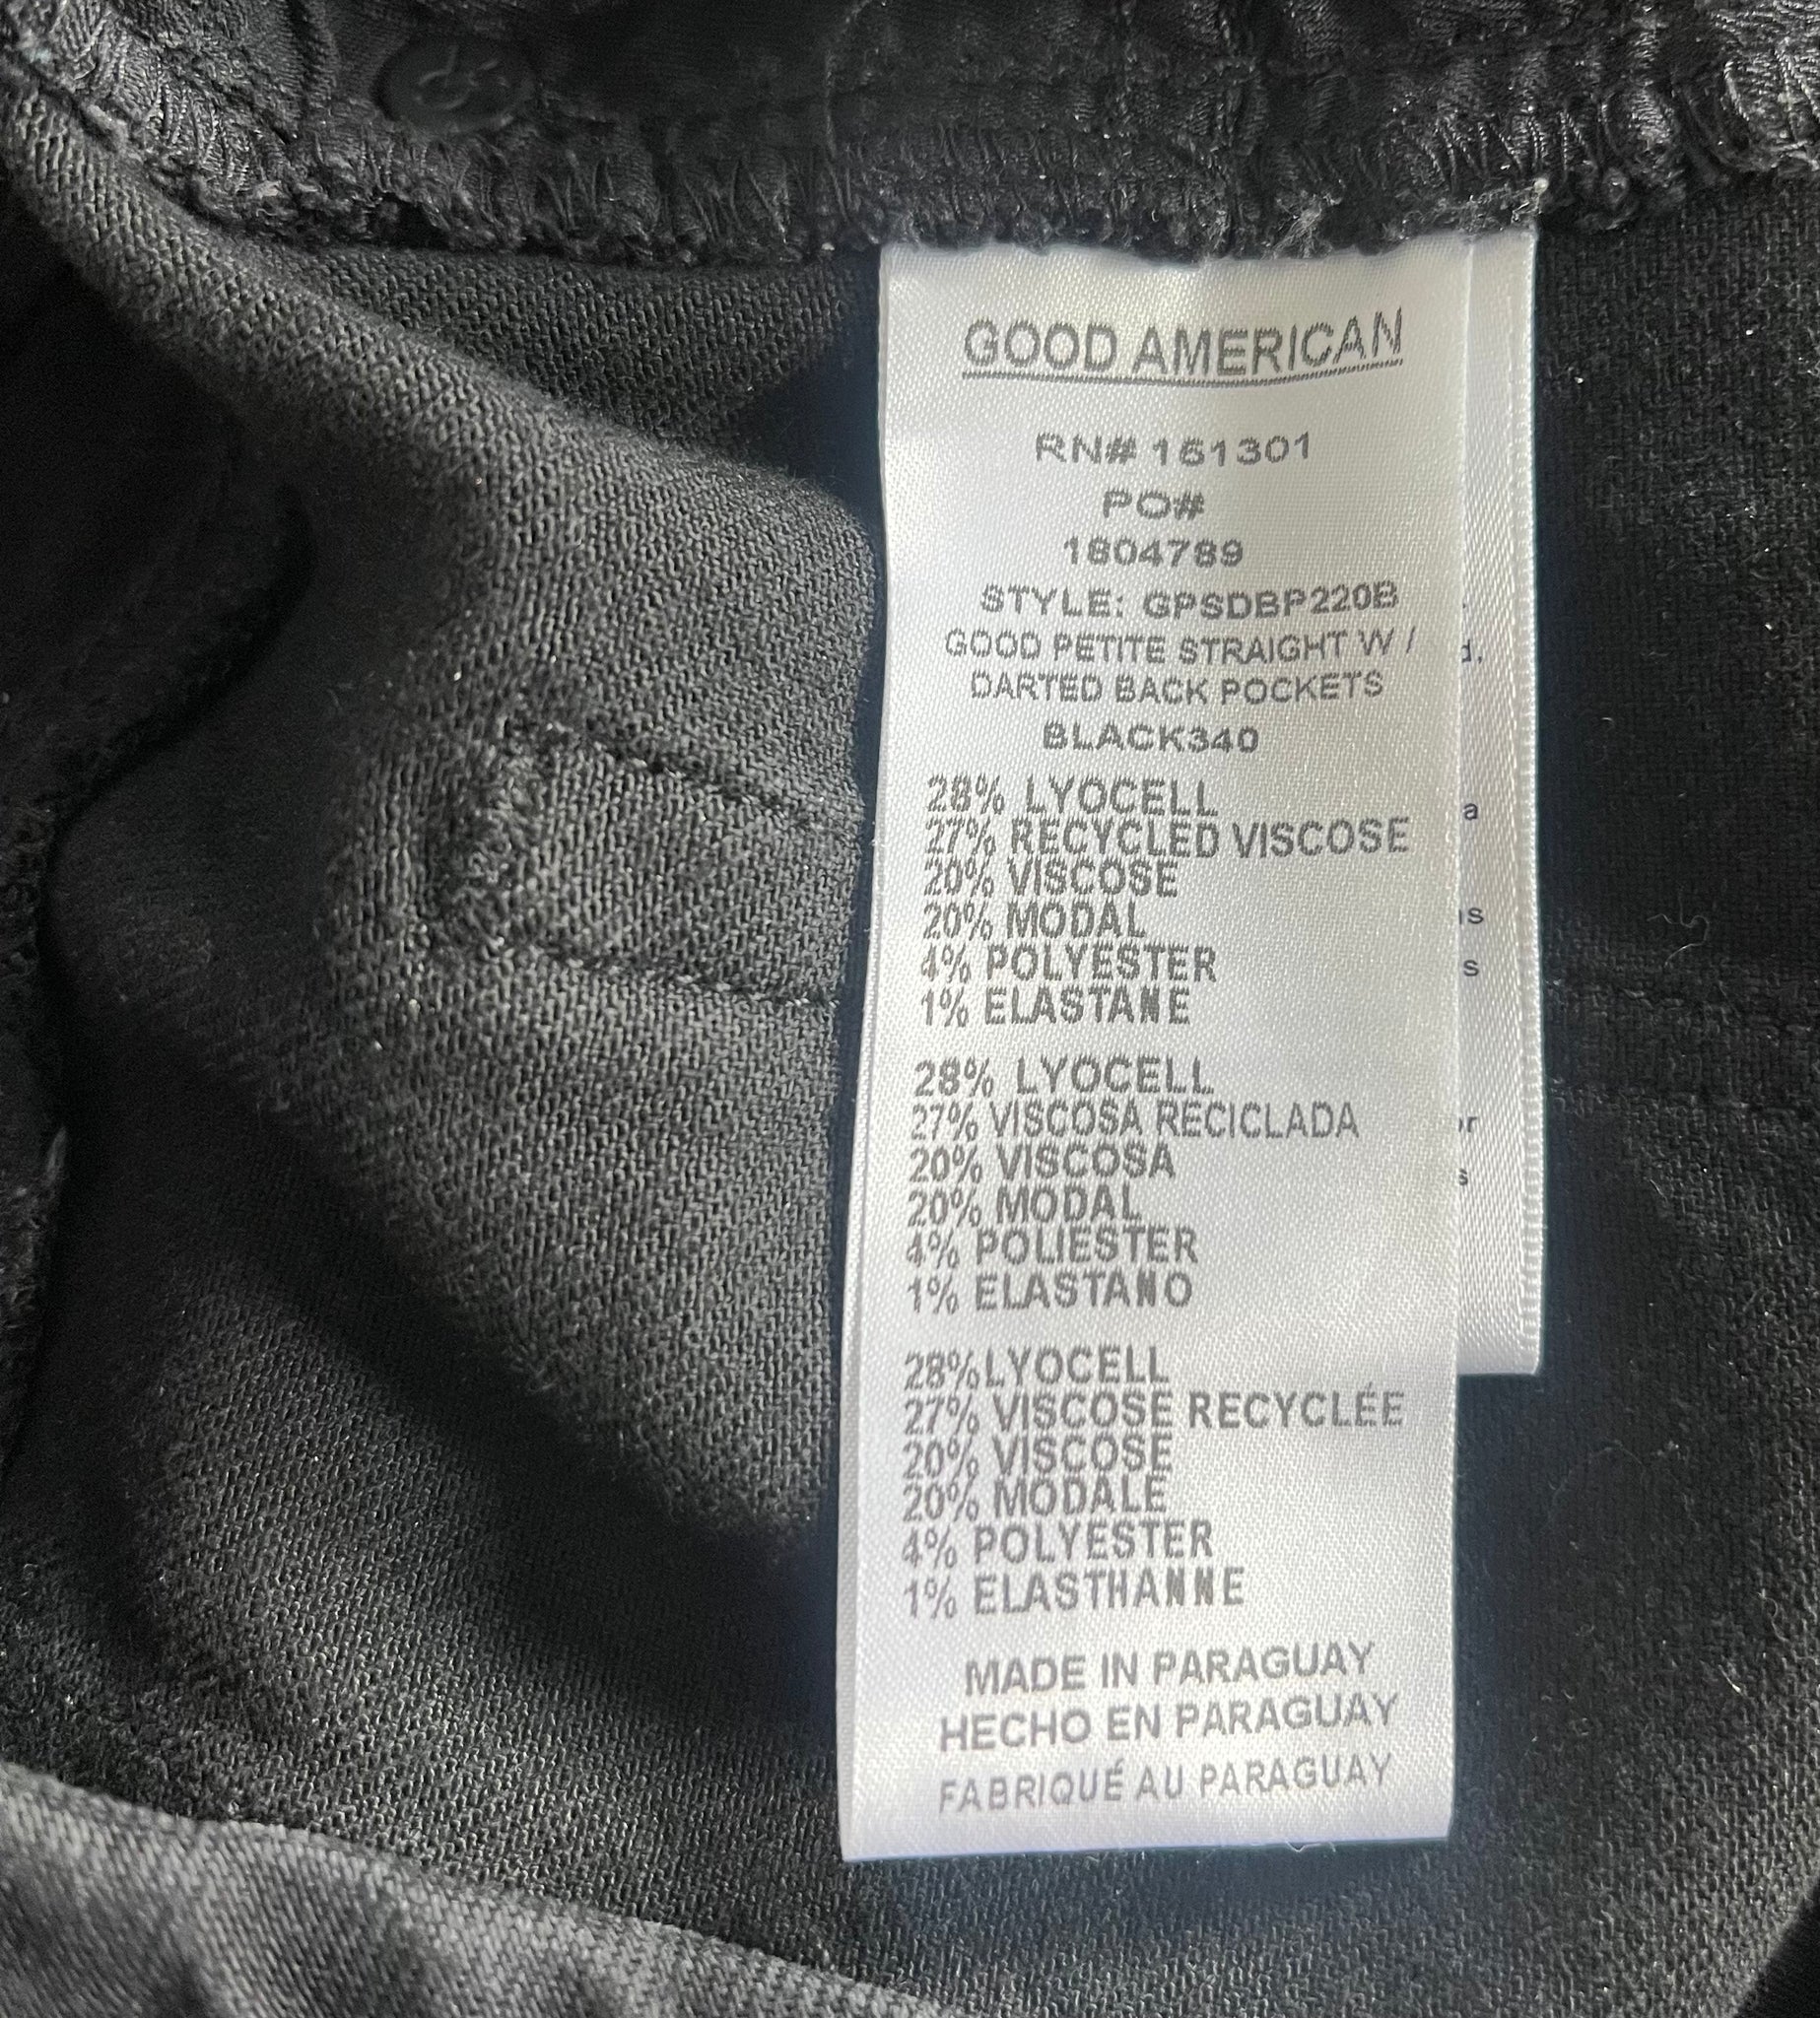 GOOD AMERICAN
RN# 151301
PO#
1804789
STYLE: GPSDBP220B
GOOD PETITE STRAIGHT W /
DARTED BACK POCKETS
BLACK340
28% LYOCELL
27% RECYCLED VISCOSE
20% VISCOSE
20% MODAL
4% POLYESTER
1% ELASTANE
28% LYOCELL
27% VISCOSA RECICLADA
20% VISCOSA
20% MODAL
4% POLIESTER
1% ELASTANO
28%LYOCELL
27% VISCOSE RECYCLÉE
20% VISCOSE
20% MODALE
4% POLYESTER
1% ELASTHANNE
MADE IN PARAGUAY
HECHO EN PARAGUAY
FABRIQUÉ AU PARAGUAY